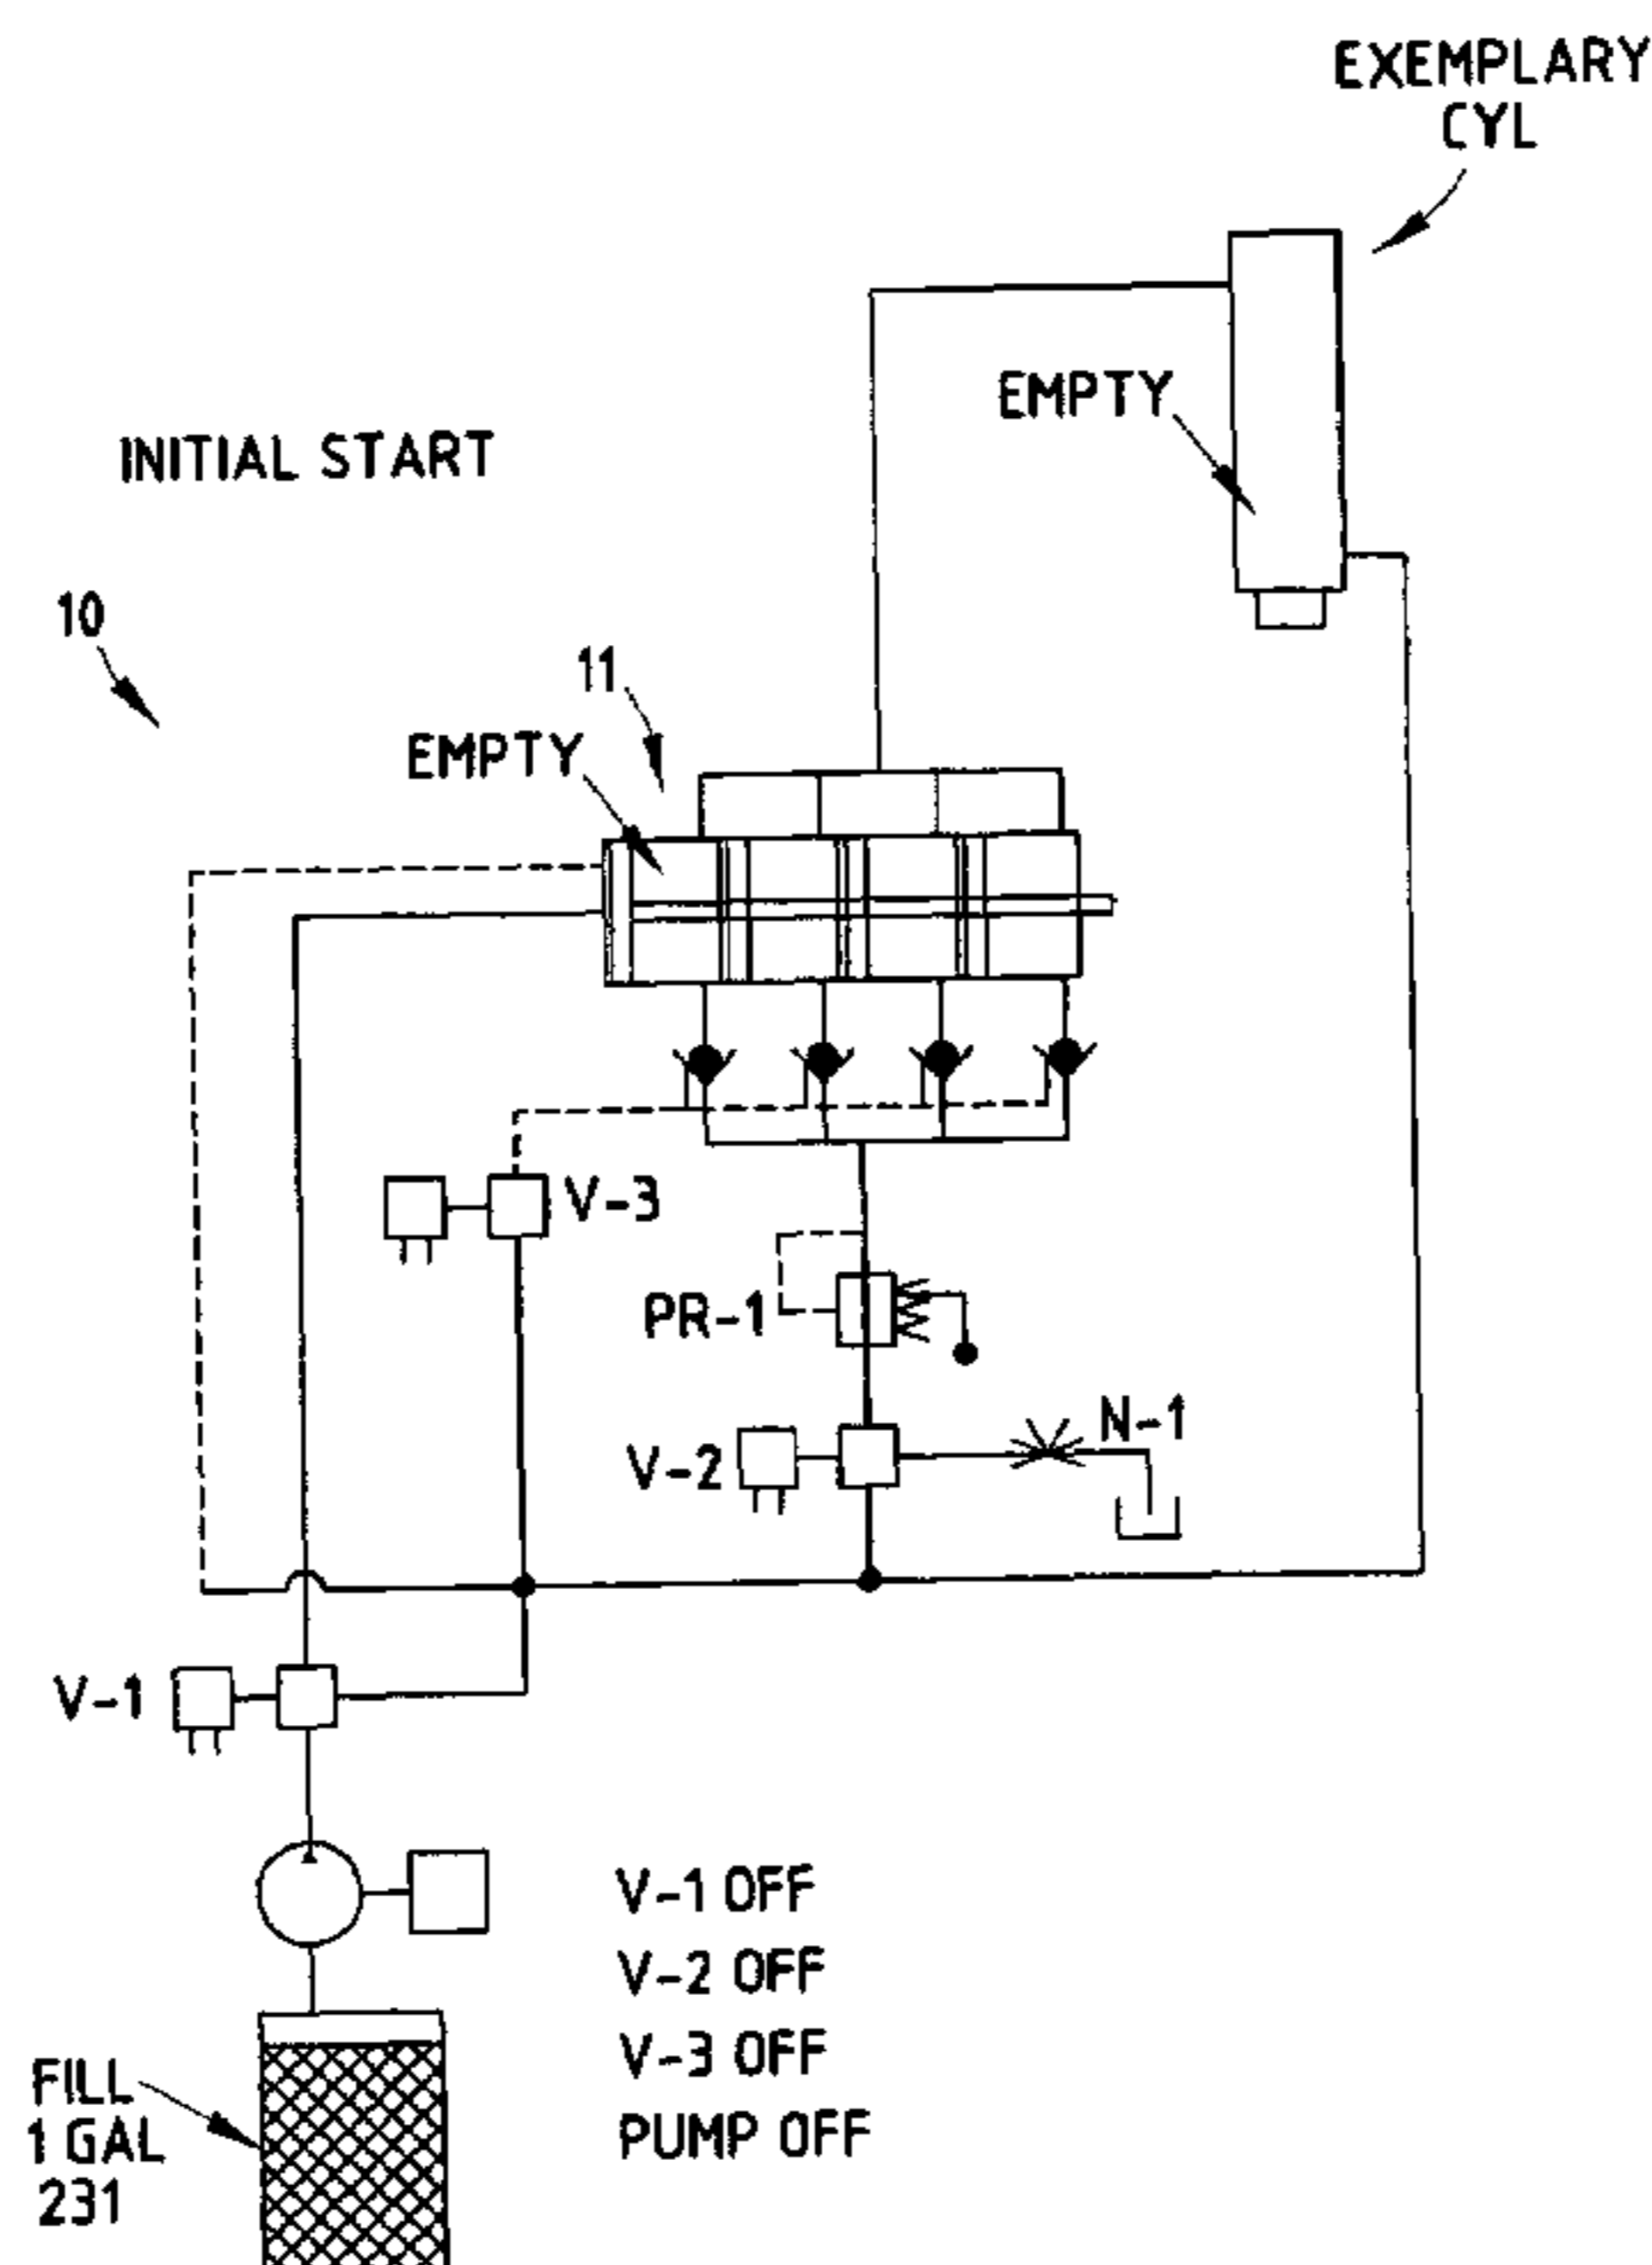 EXEMPLARY
CYL
EMPTY
INITIAL START
10
11
EMPTY
V-3
PR-1
N-1
V-2
V-1
V-1 OFF
V-2 OFF
V-3 OFF
PUMP OFF
FILL
1 GAL
231